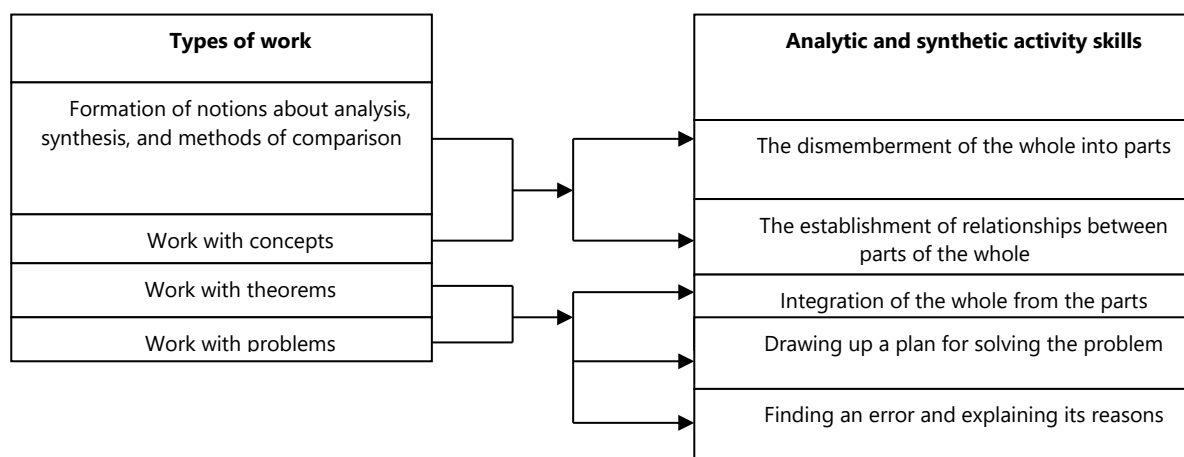 Types of work
Formation of notions about analysis,
synthesis, and methods of comparison
Work with concepts
Work with theorems
Work with problems
Analytic and synthetic activity skills
The dismemberment of the whole into parts
The establishment of relationships between
parts of the whole
Integration of the whole from the parts
Drawing up a plan for solving the problem
Finding an error and explaining its reasons